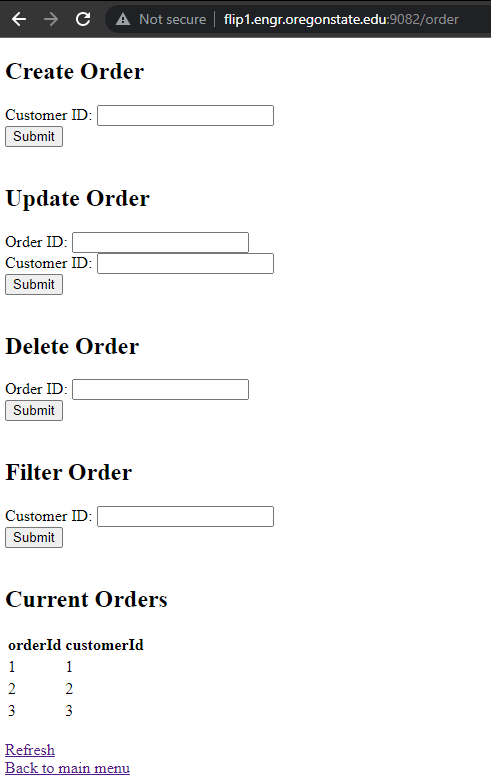 Not secure | flip1.engr.oregonstate.edu:9082/order
Create Order
Customer ID:
Submit
Update Order
Order ID:
Customer ID:
Submit
Delete Order
Order ID:
Submit
Filter Order
Customer ID:
Submit
Current Orders
orderId customerId
1 1
2 2
3 3
Refresh
Back to main menu